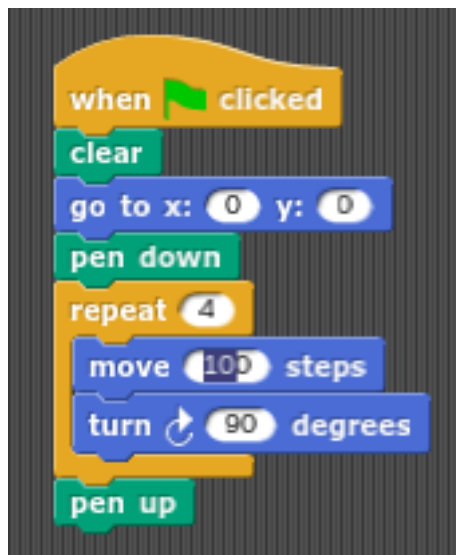 when clicked
clear
go to x: 0 y: 0
pen down
repeat 4
move 100 steps
turn 90 degrees
pen up